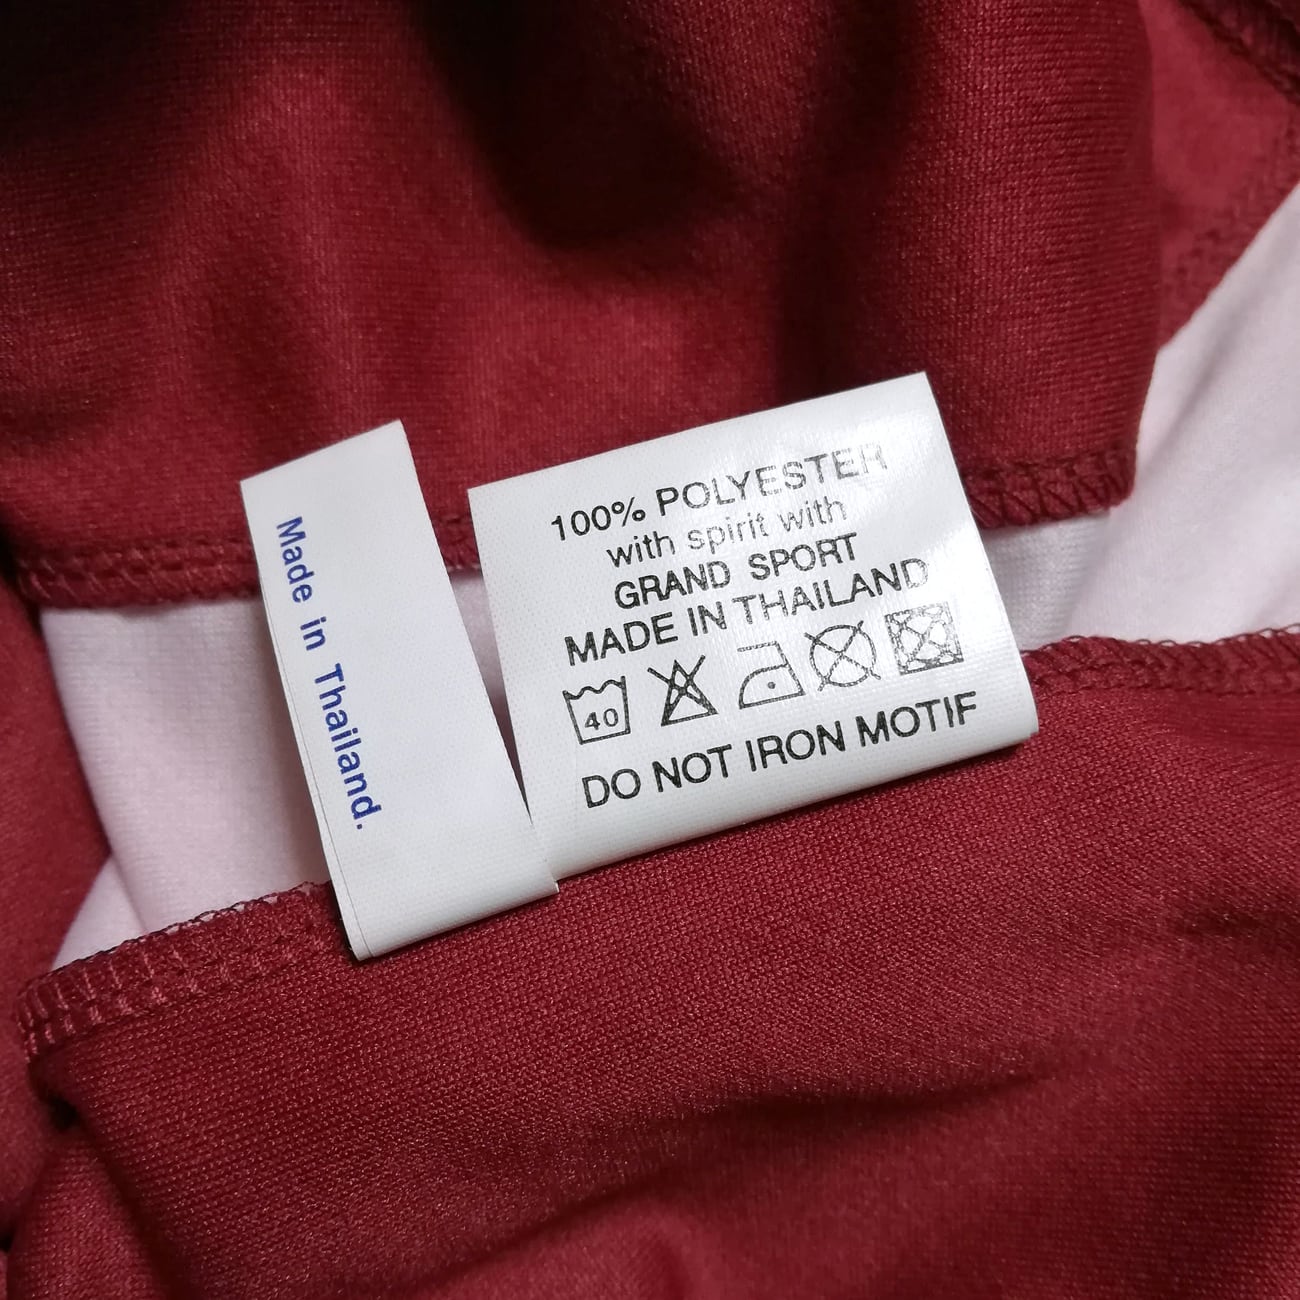 Made in Thailand.
100% POLYESTER
with spirit with
GRAND SPORT
MADE IN THAILAND
40
DO NOT IRON MOTIF